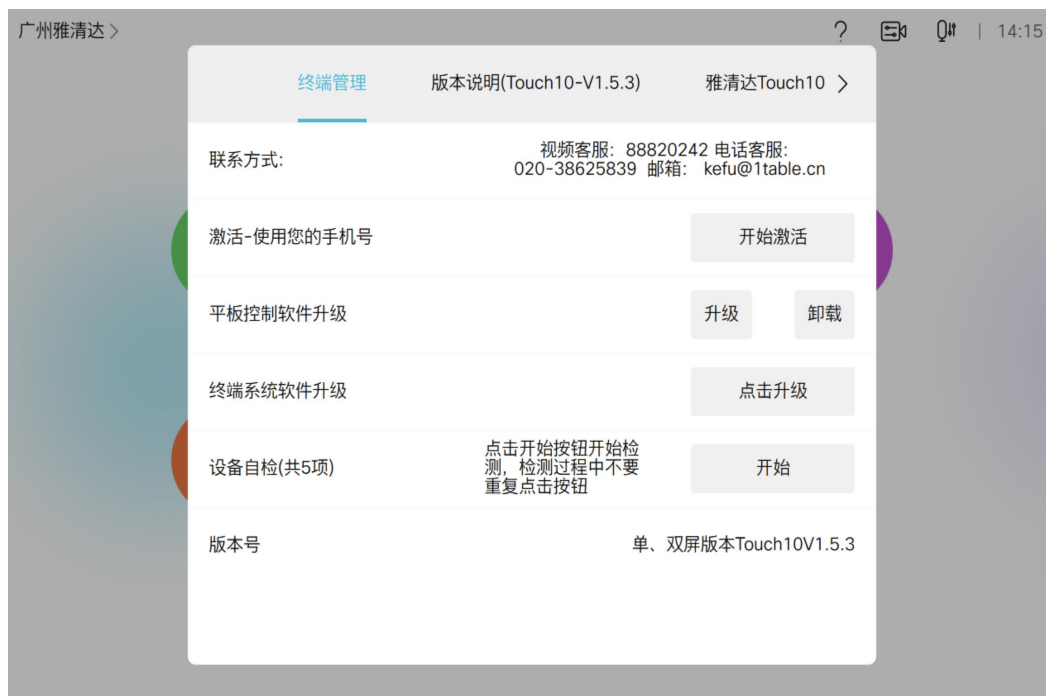 广州雅清达
14:15
终端管理 版本说明(Touch10-V1.5.3) 雅清达Touch10
联系方式:
视频客服: 88820242 电话客服:
020-38625839 邮箱: kefu@1table.cn
激活-使用您的手机号 开始激活
平板控制软件升级 升级 卸载
终端系统软件升级 点击升级
设备自检(共5项)
点击开始按钮开始检
测, 检测过程中不要
重复点击按钮
开始
版本号 单、双屏版本Touch10V1.5.3